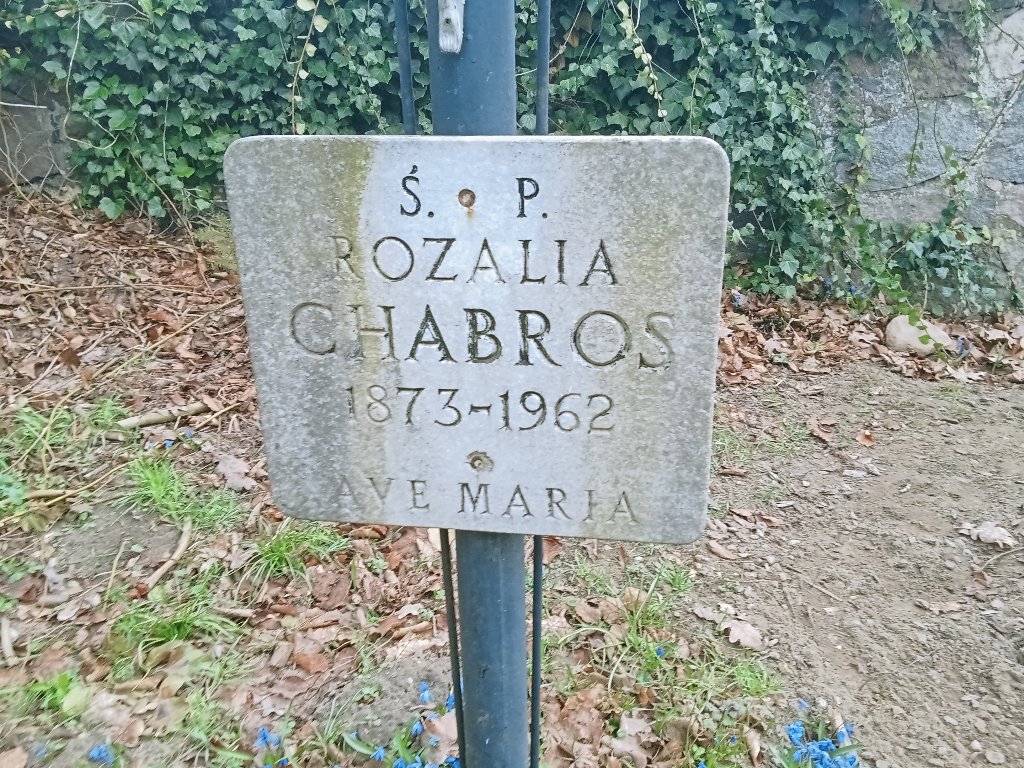 Ś. P.
ROZALIA
CHABROS
1873-1962
AVE MARIA